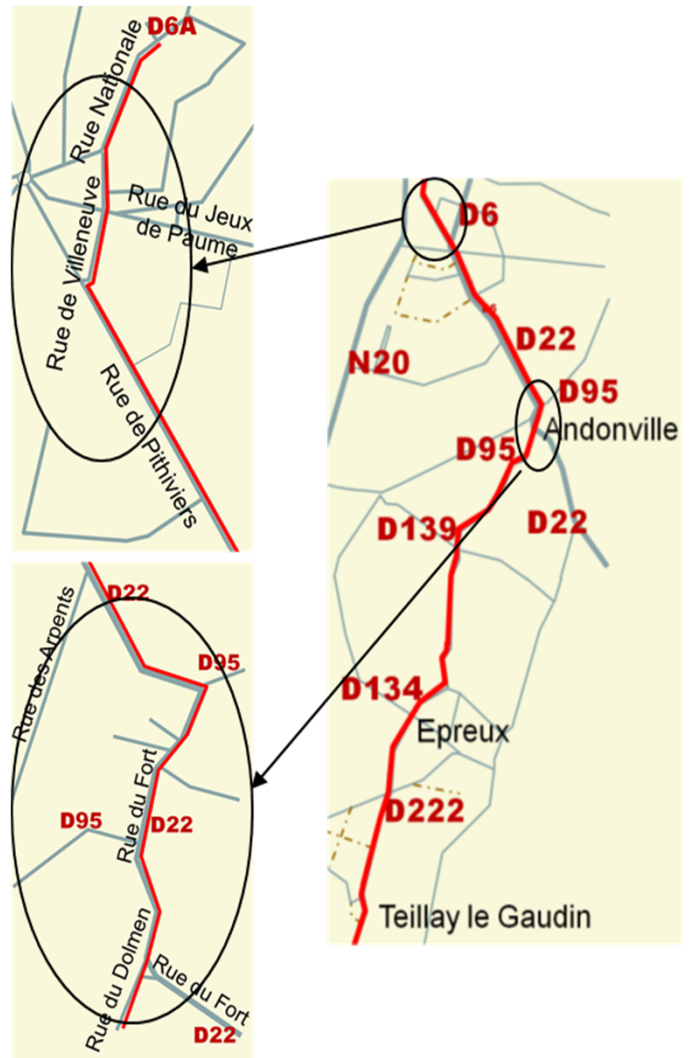 D6A
Rue Nationale
Rue de Villeneuve
Rue du Jeux
de Paume
Rue de Pithiviers
D6
D22
N20
D95
Andonville
D95
D22
D139
D134
Epreux
D222
Teillay le Gaudin
D22
Rue des Arpents
D95
Rue du Fort
D95
D22
Rue du Dolmen
Rue du Fort
D22